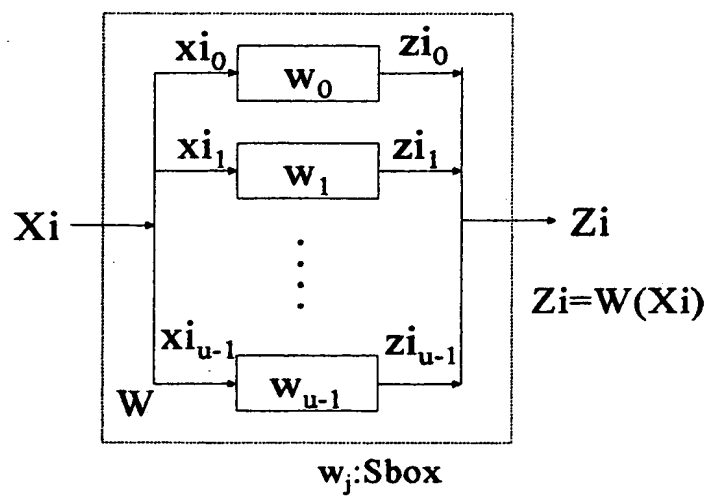 xi₀ w₀ zi₀
xi₁ w₁ zi₁
Xi Zi
Zi=W(Xi)
xiᵤ₋₁ wᵤ₋₁ ziᵤ₋₁
W
wⱼ:Sbox